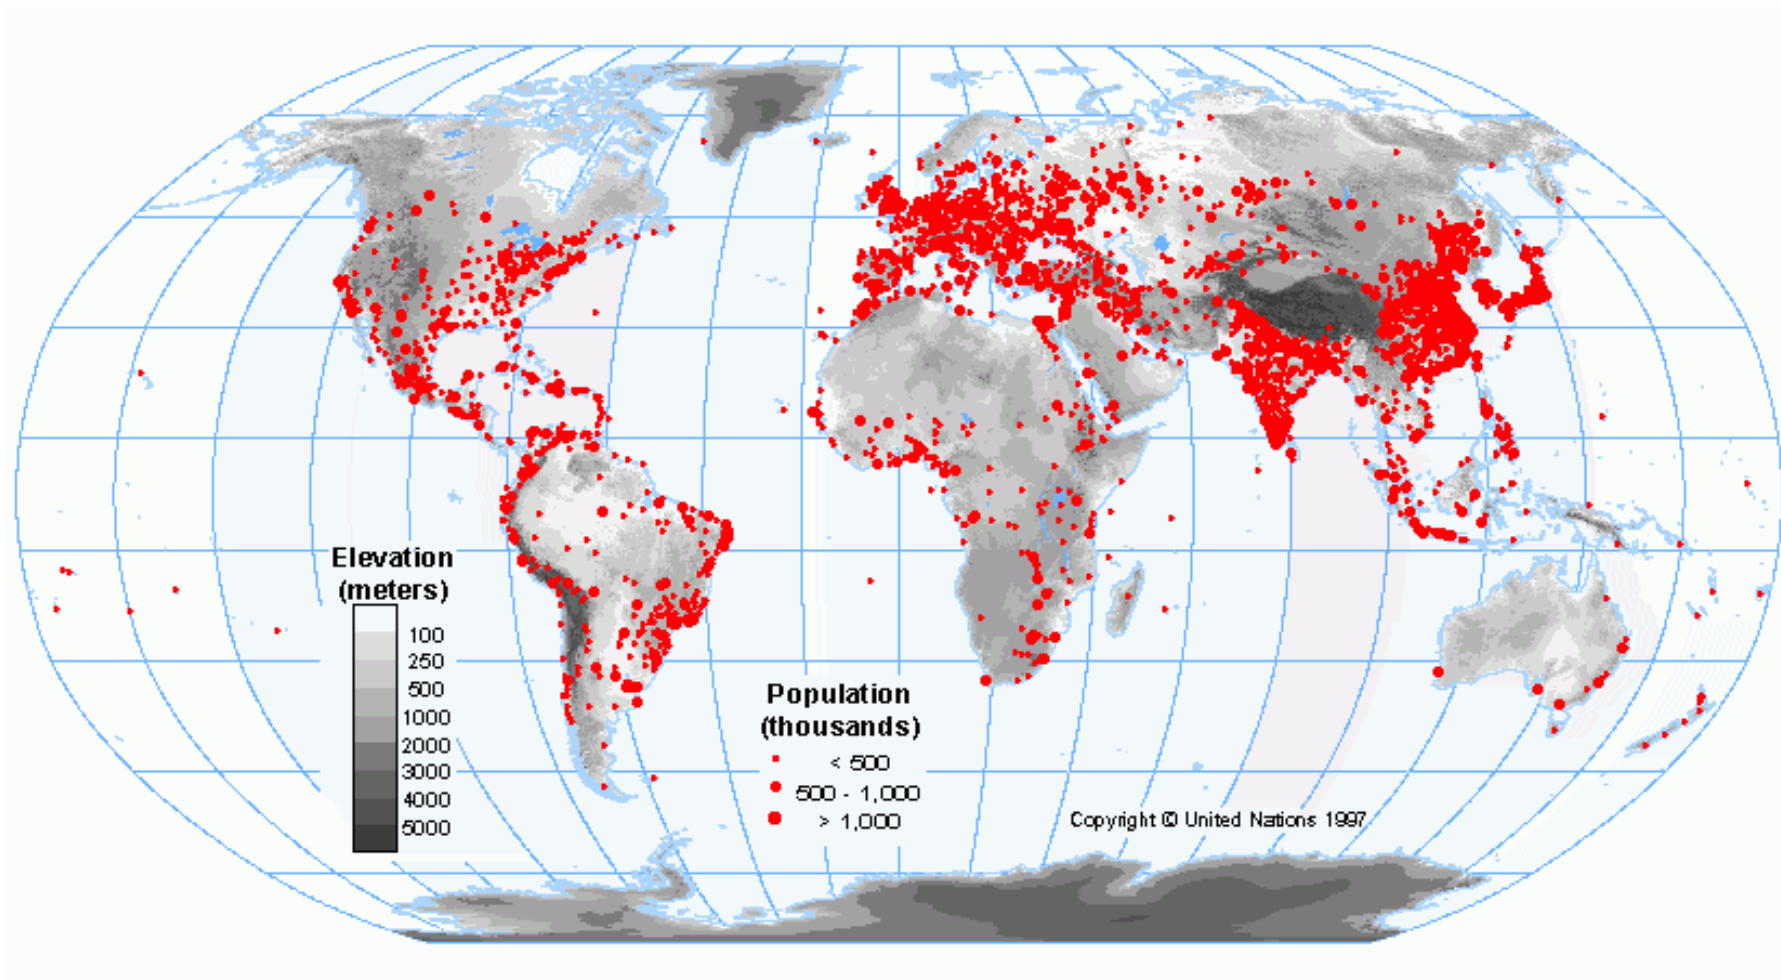 Elevation
(meters)
100
250
500
1000
2000
3000
4000
5000
Population
(thousands)
< 500
500 - 1,000
> 1,000
Copyright © United Nations 1997